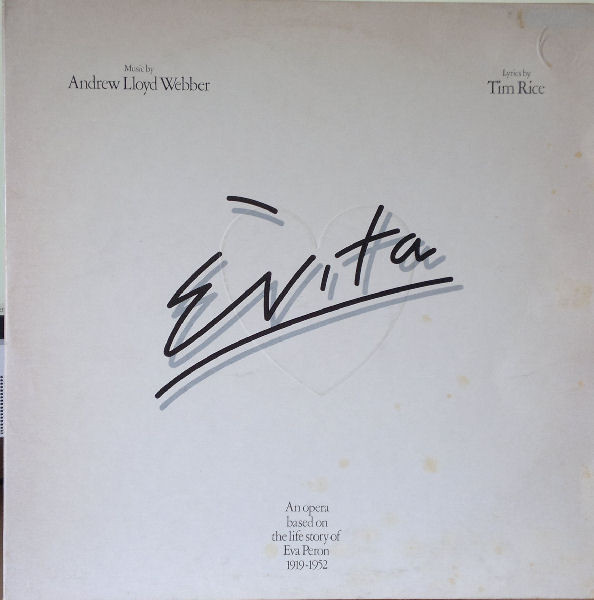 Music by
Andrew Lloyd Webber
Lyrics by
Tim Rice
Evita
An opera
based on
the life story of
Eva Peron
1919-1952